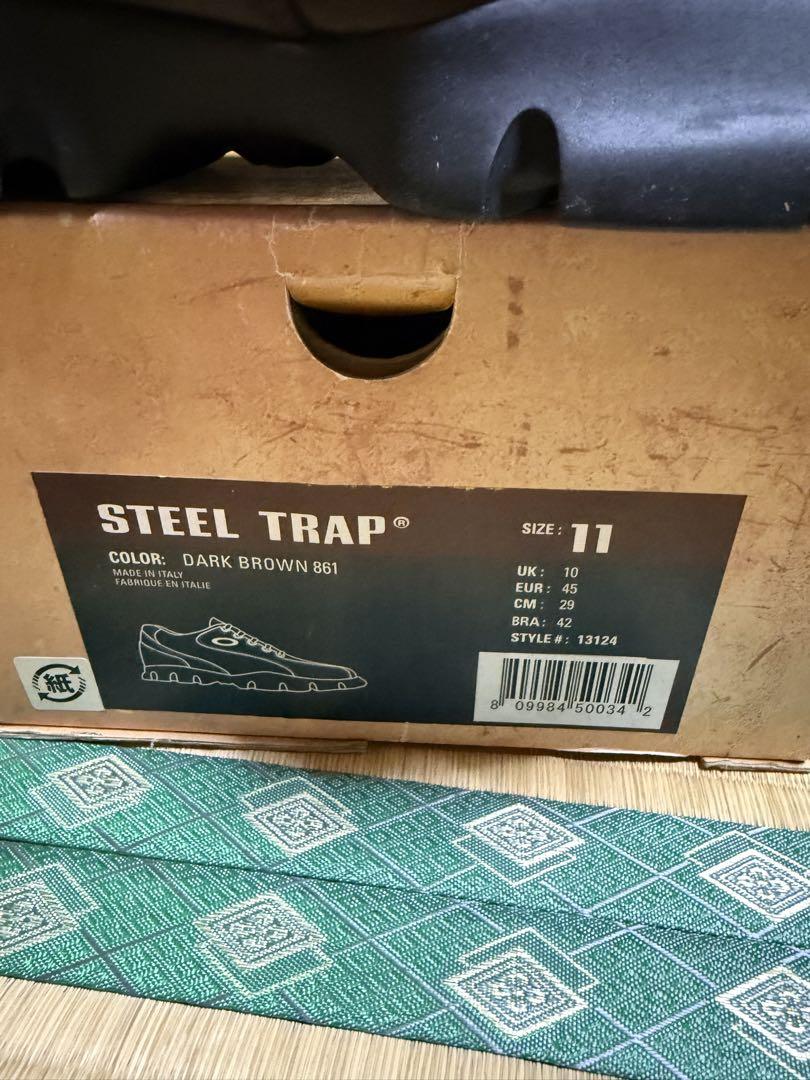 STEEL TRAP®
COLOR: DARK BROWN 861
MADE IN ITALY
FABRIQUE EN ITALIE
SIZE: 11
UK: 10
EUR: 45
CM: 29
BRA: 42
STYLE #: 13124
8 09984 50034 2
紙